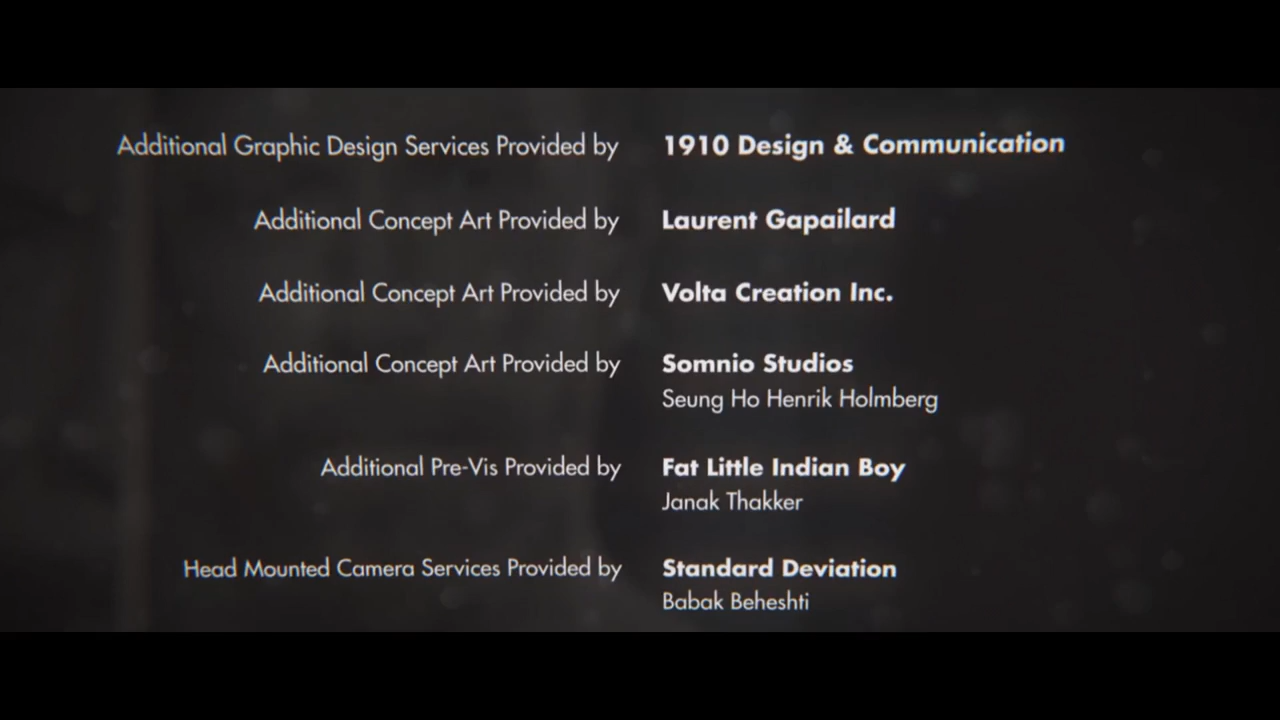 Additional Graphic Design Services Provided by 1910 Design & Communication
Additional Concept Art Provided by Laurent Gapailard
Additional Concept Art Provided by Volta Creation Inc.
Additional Concept Art Provided by Somnio Studios
Seung Ho Henrik Holmberg
Additional Pre-Vis Provided by Fat Little Indian Boy
Janak Thakker
Head Mounted Camera Services Provided by Standard Deviation
Babak Beheshti